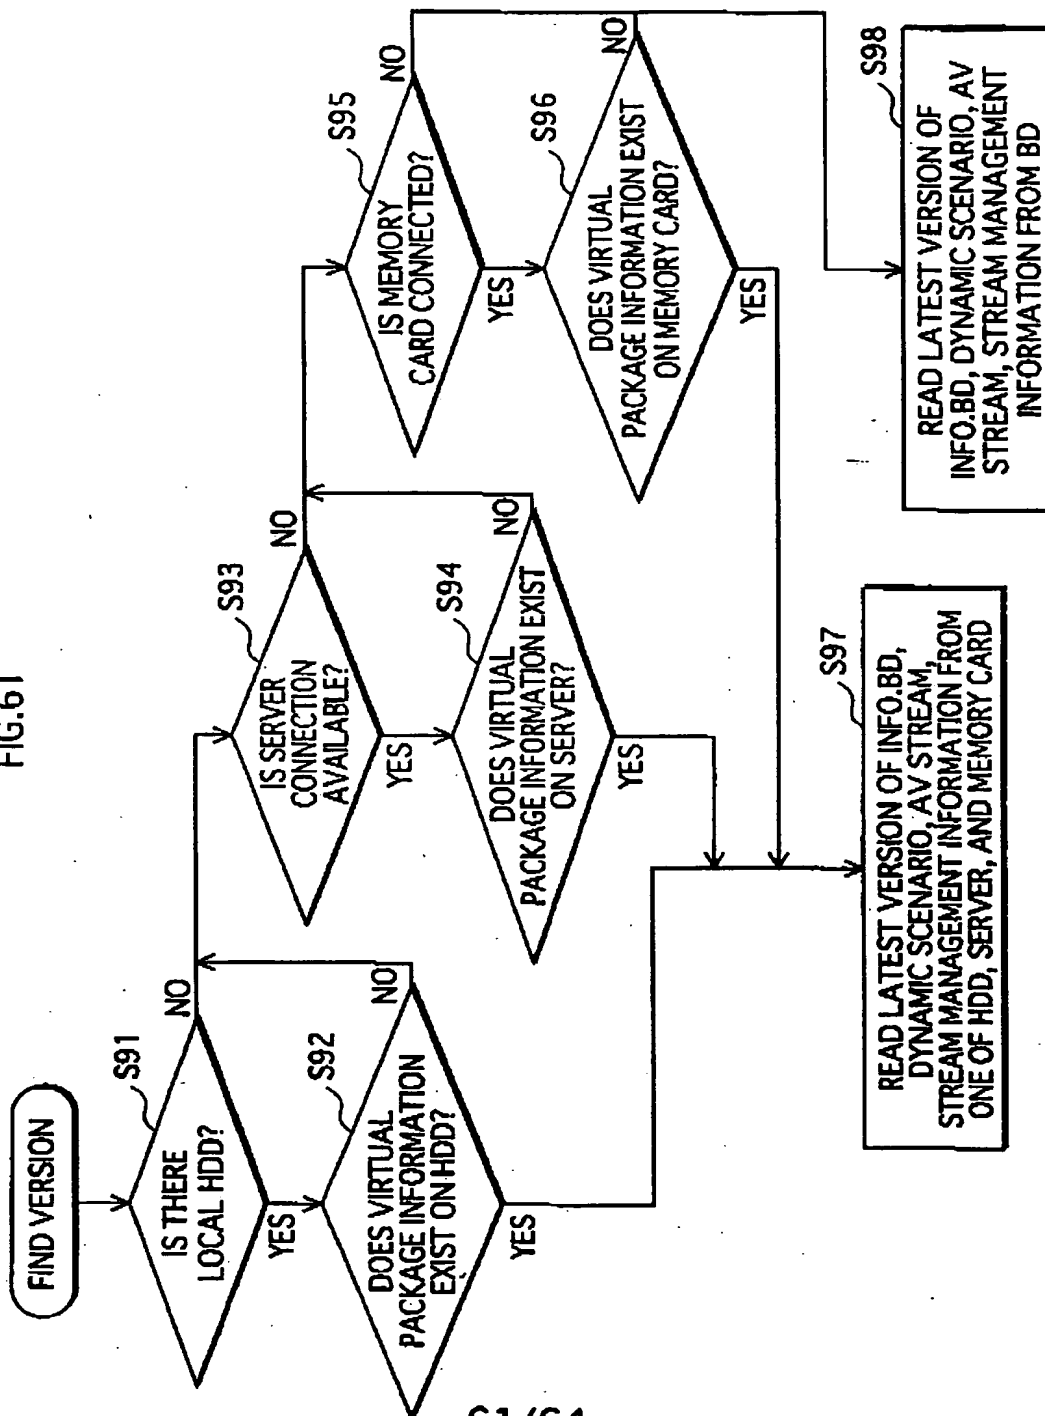 FIG.61
FIND VERSION
S91
IS THERE
LOCAL HDD?
NO
YES
S92
DOES VIRTUAL
PACKAGE INFORMATION
EXIST ON HDD?
NO
YES
S93
IS SERVER
CONNECTION
AVAILABLE?
NO
YES
S94
DOES VIRTUAL
PACKAGE INFORMATION EXIST
ON SERVER?
NO
YES
S95
IS MEMORY
CARD CONNECTED?
NO
YES
S96
DOES VIRTUAL
PACKAGE INFORMATION EXIST
ON MEMORY CARD?
NO
YES
S97
READ LATEST VERSION OF INFO.BD,
DYNAMIC SCENARIO, AV STREAM,
STREAM MANAGEMENT INFORMATION FROM
ONE OF HDD, SERVER, AND MEMORY CARD
S98
READ LATEST VERSION OF
INFO.BD, DYNAMIC SCENARIO, AV
STREAM, STREAM MANAGEMENT
INFORMATION FROM BD